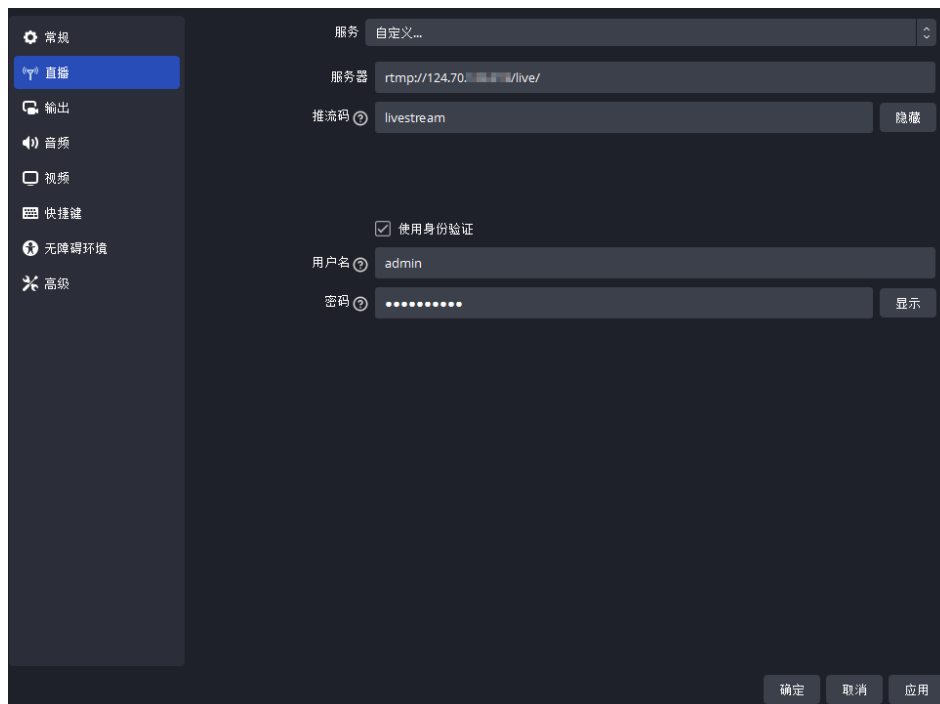 常规
直播
输出
音频
视频
快捷键
无障碍环境
高级
服务 自定义...
服务器 rtmp://124.70. /live/
推流码 ? livestream 隐藏
使用身份验证
用户名 ? admin
密码 ? ●●●●●●●●●● 显示
确定 取消 应用